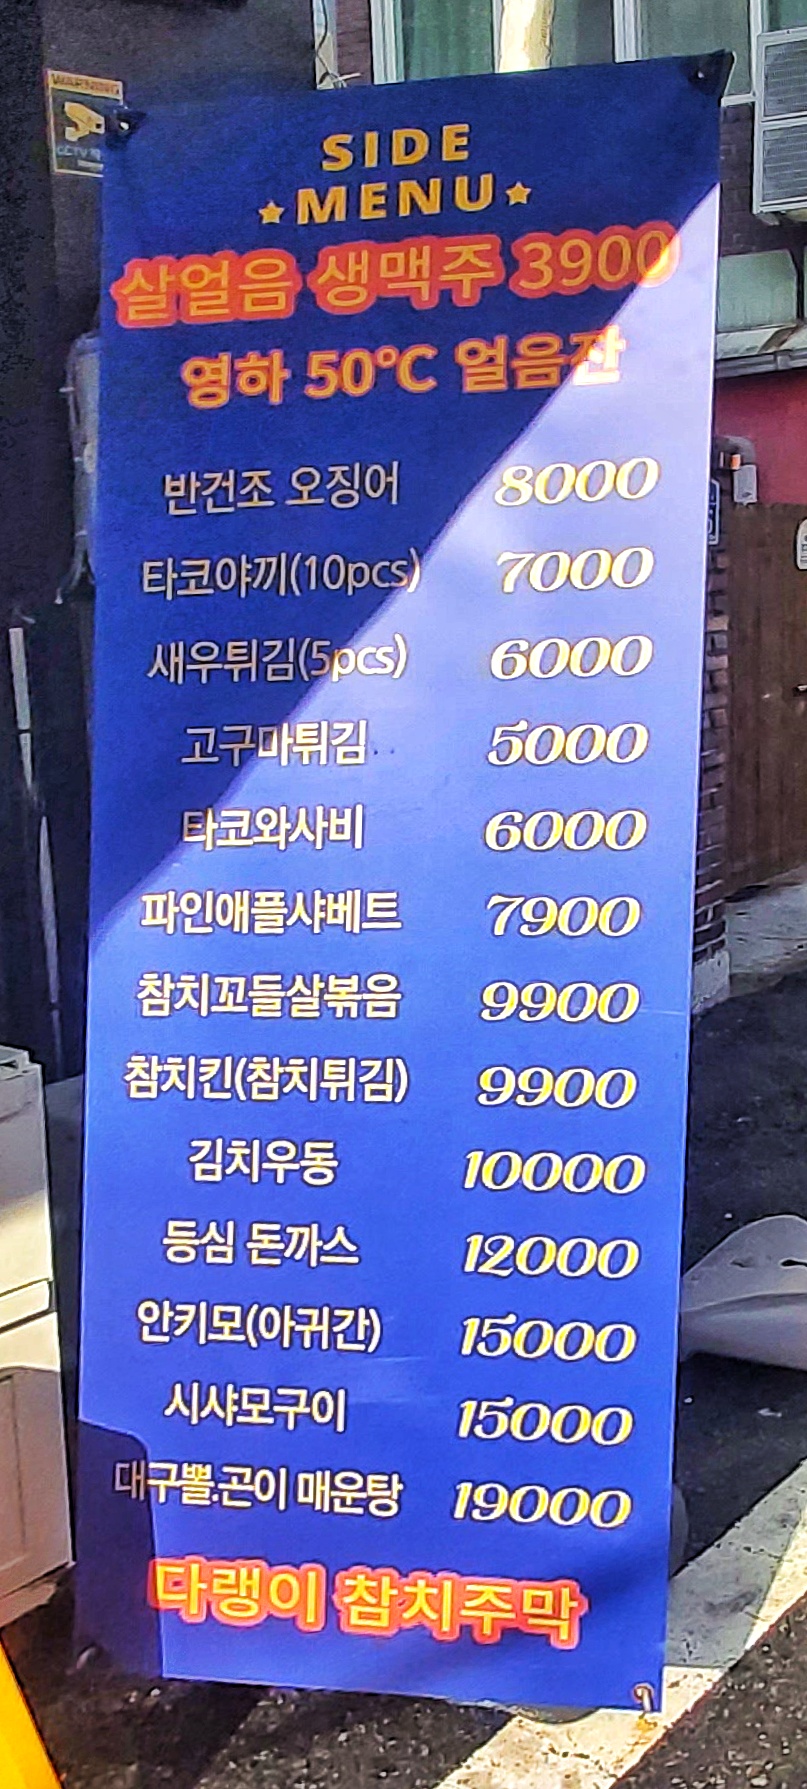 WARNING
CCTV
SIDE
★MENU★
살얼음 생맥주 3900
영하 50℃ 얼음잔
반건조 오징어 8000
타코야끼(10pcs) 7000
새우튀김(5pcs) 6000
고구마튀김 5000
타코와사비 6000
파인애플샤베트 7900
참치꼬들살볶음 9900
참치킨(참치튀김) 9900
김치우동 10000
등심 돈까스 12000
안키모(아귀간) 15000
시샤모구이 15000
대구뽈.곤이 매운탕 19000
다랭이 참치주막